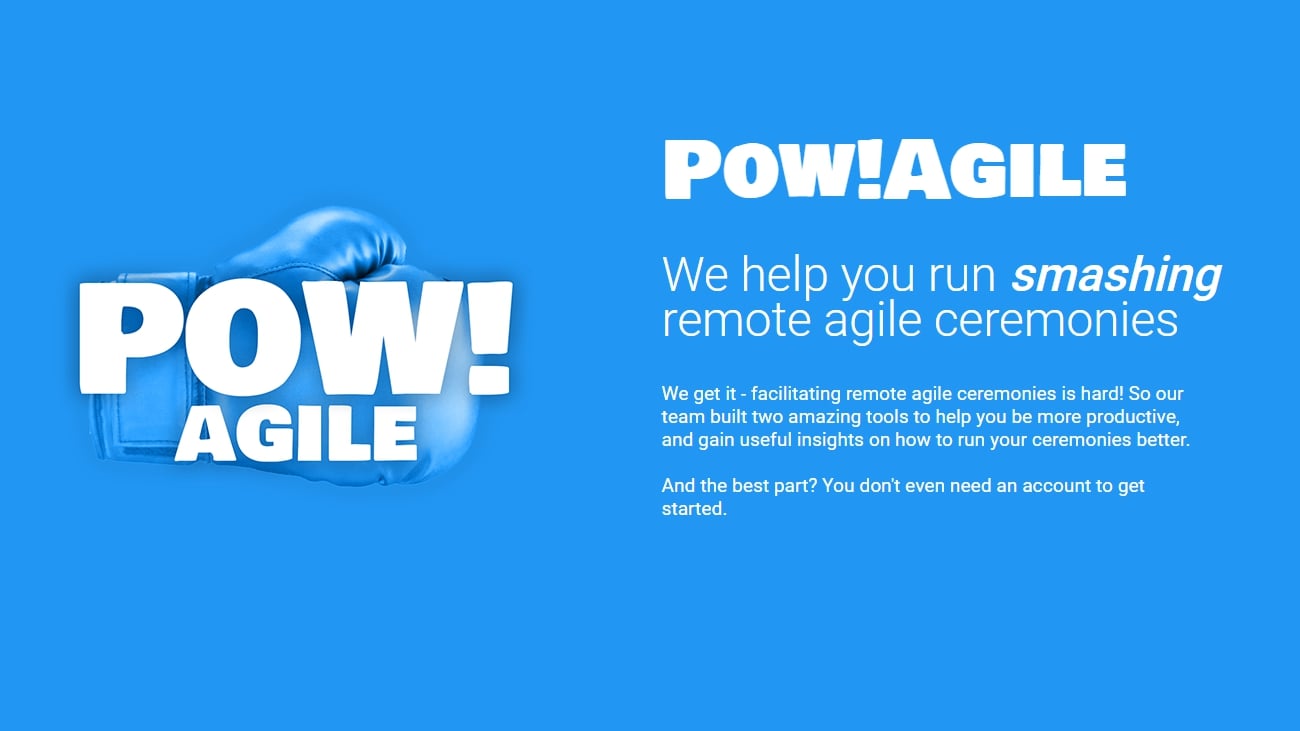 POW!
AGILE
POW!AGILE
We help you run smashing
remote agile ceremonies
We get it - facilitating remote agile ceremonies is hard! So our
team built two amazing tools to help you be more productive,
and gain useful insights on how to run your ceremonies better.
And the best part? You don't even need an account to get
started.